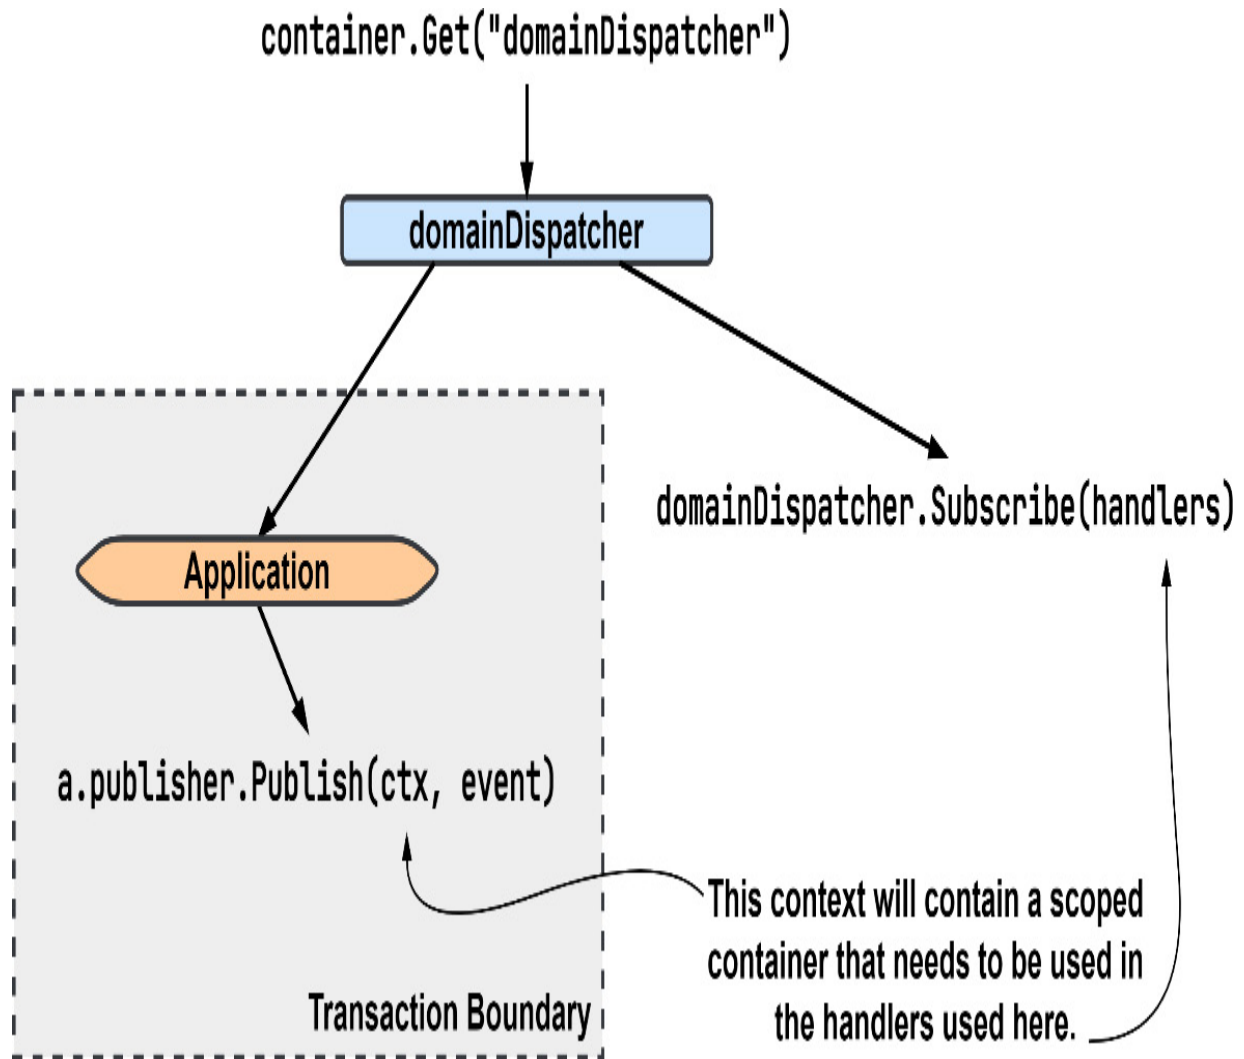 container.Get("domainDispatcher")
domainDispatcher
domainDispatcher.Subscribe(handlers)
Application
a.publisher.Publish(ctx, event)
This context will contain a scoped
container that needs to be used in
the handlers used here.
Transaction Boundary